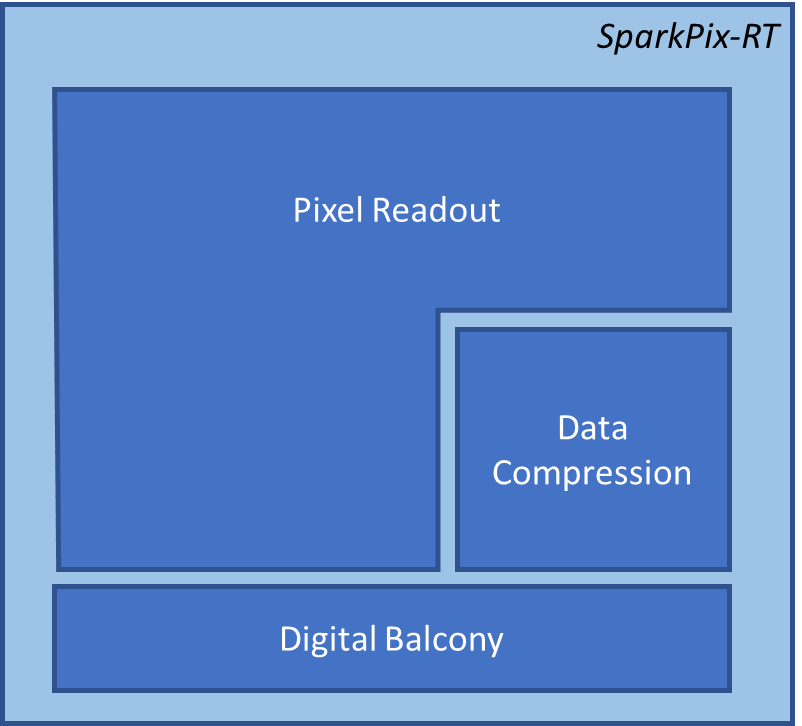 SparkPix-RT
Pixel Readout
Data
Compression
Digital Balcony